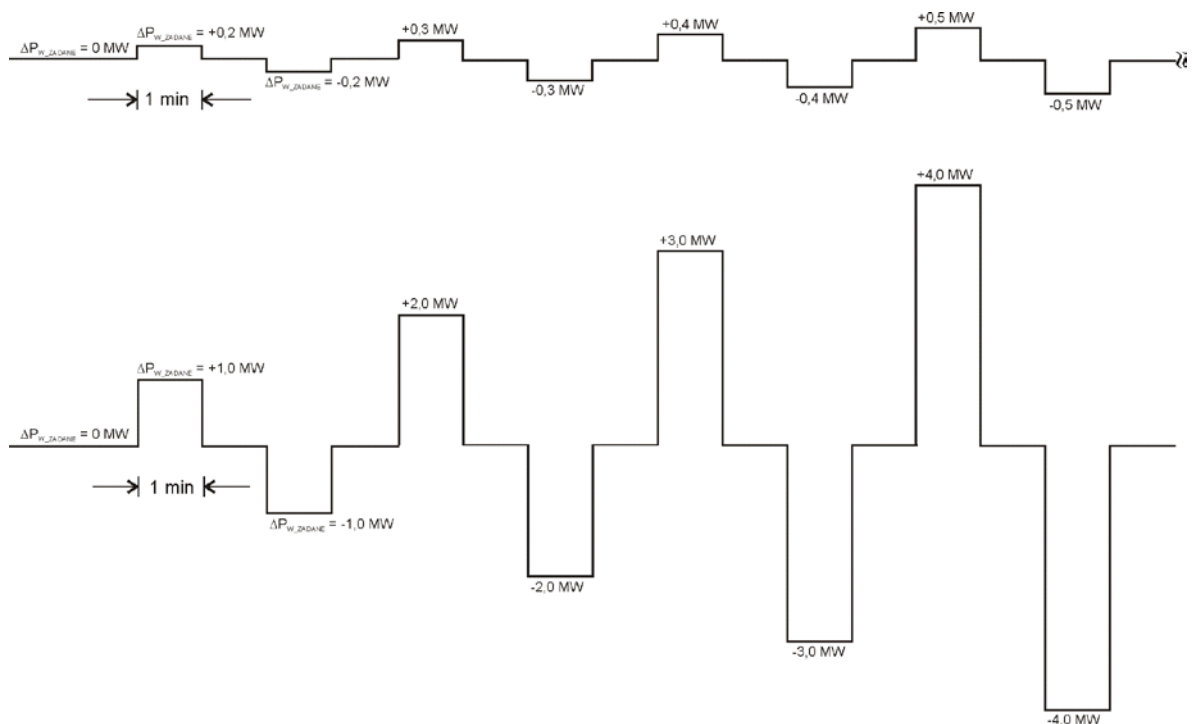 ΔP_W_ZADANE = 0 MW
ΔP_W_ZADANE = +0,2 MW
ΔP_W_ZADANE = -0,2 MW
+0,3 MW
-0,3 MW
+0,4 MW
-0,4 MW
+0,5 MW
-0,5 MW
1 min
ΔP_W_ZADANE = 0 MW
ΔP_W_ZADANE = +1,0 MW
ΔP_W_ZADANE = -1,0 MW
+2,0 MW
-2,0 MW
+3,0 MW
-3,0 MW
+4,0 MW
-4,0 MW
1 min